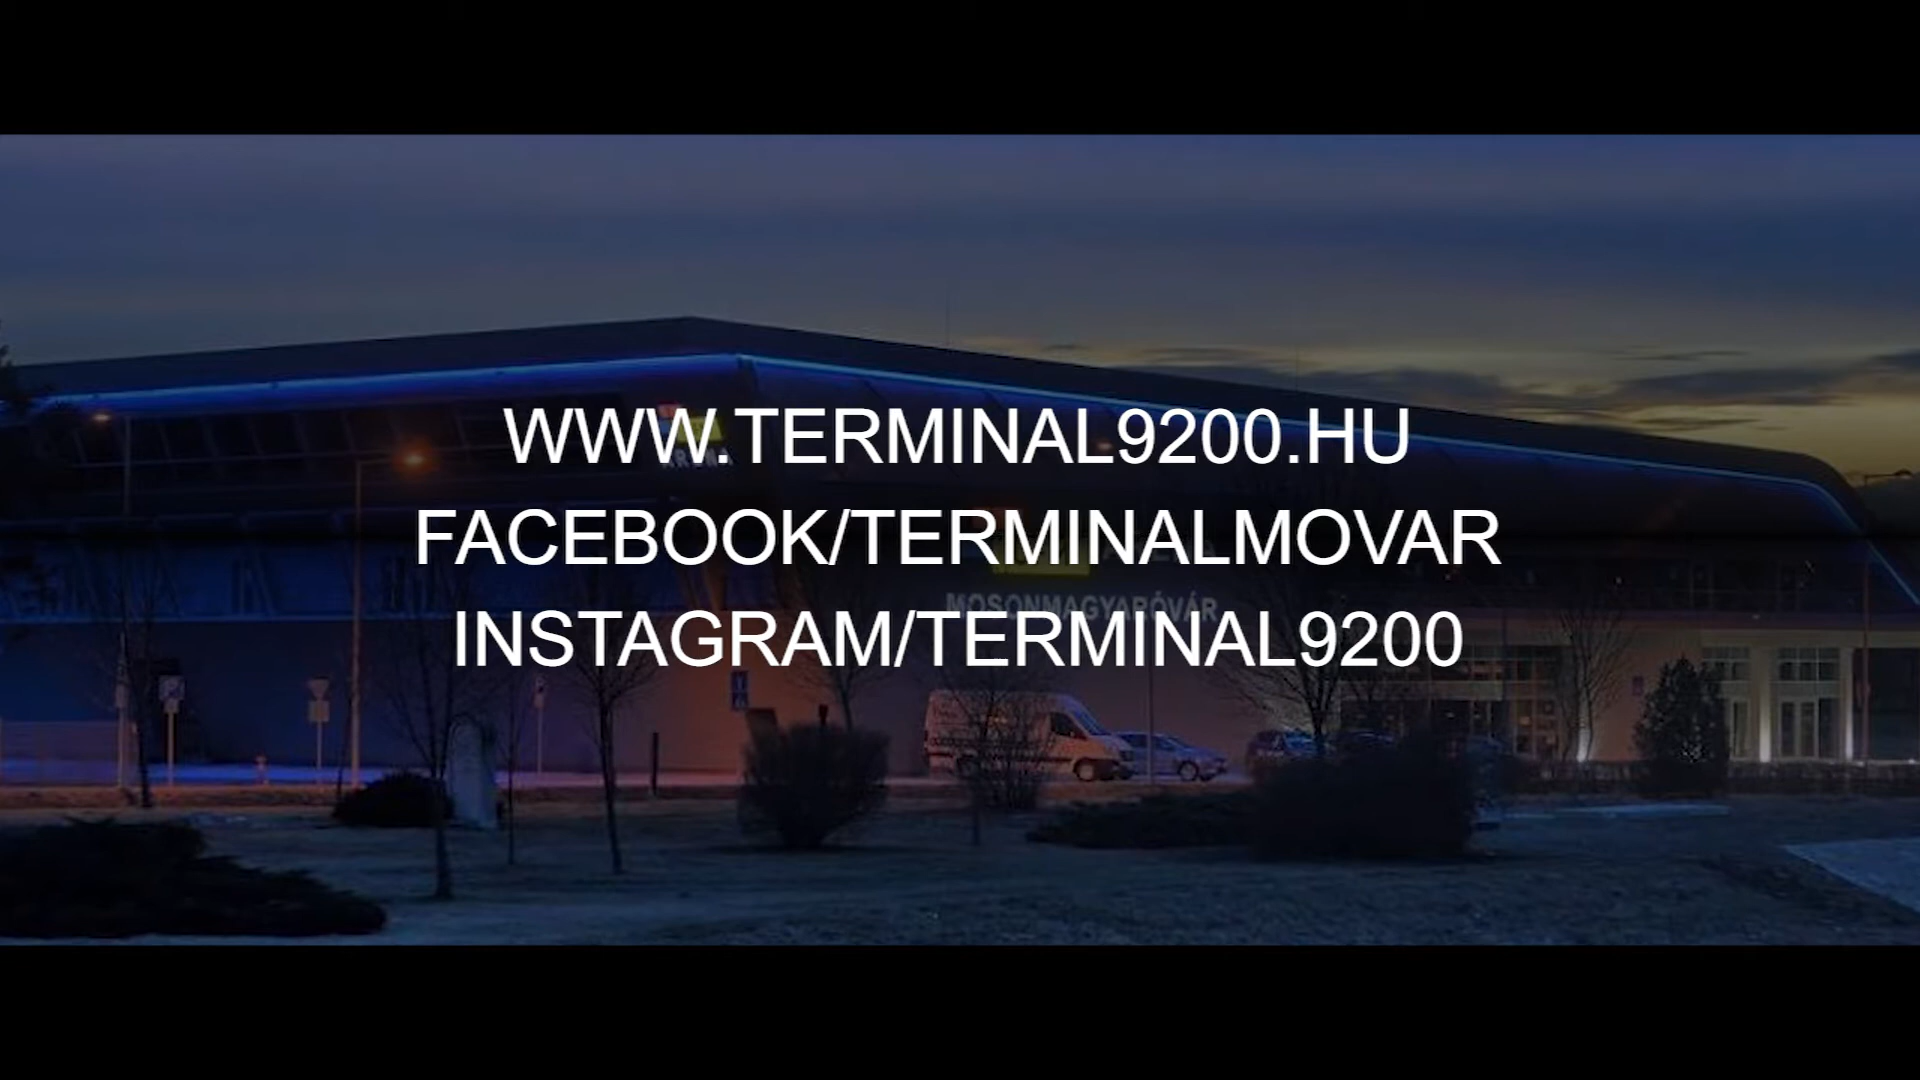 WWW.TERMINAL9200.HU
FACEBOOK/TERMINALMOVAR
INSTAGRAM/TERMINAL9200
MOSONMAGYARÓVÁR